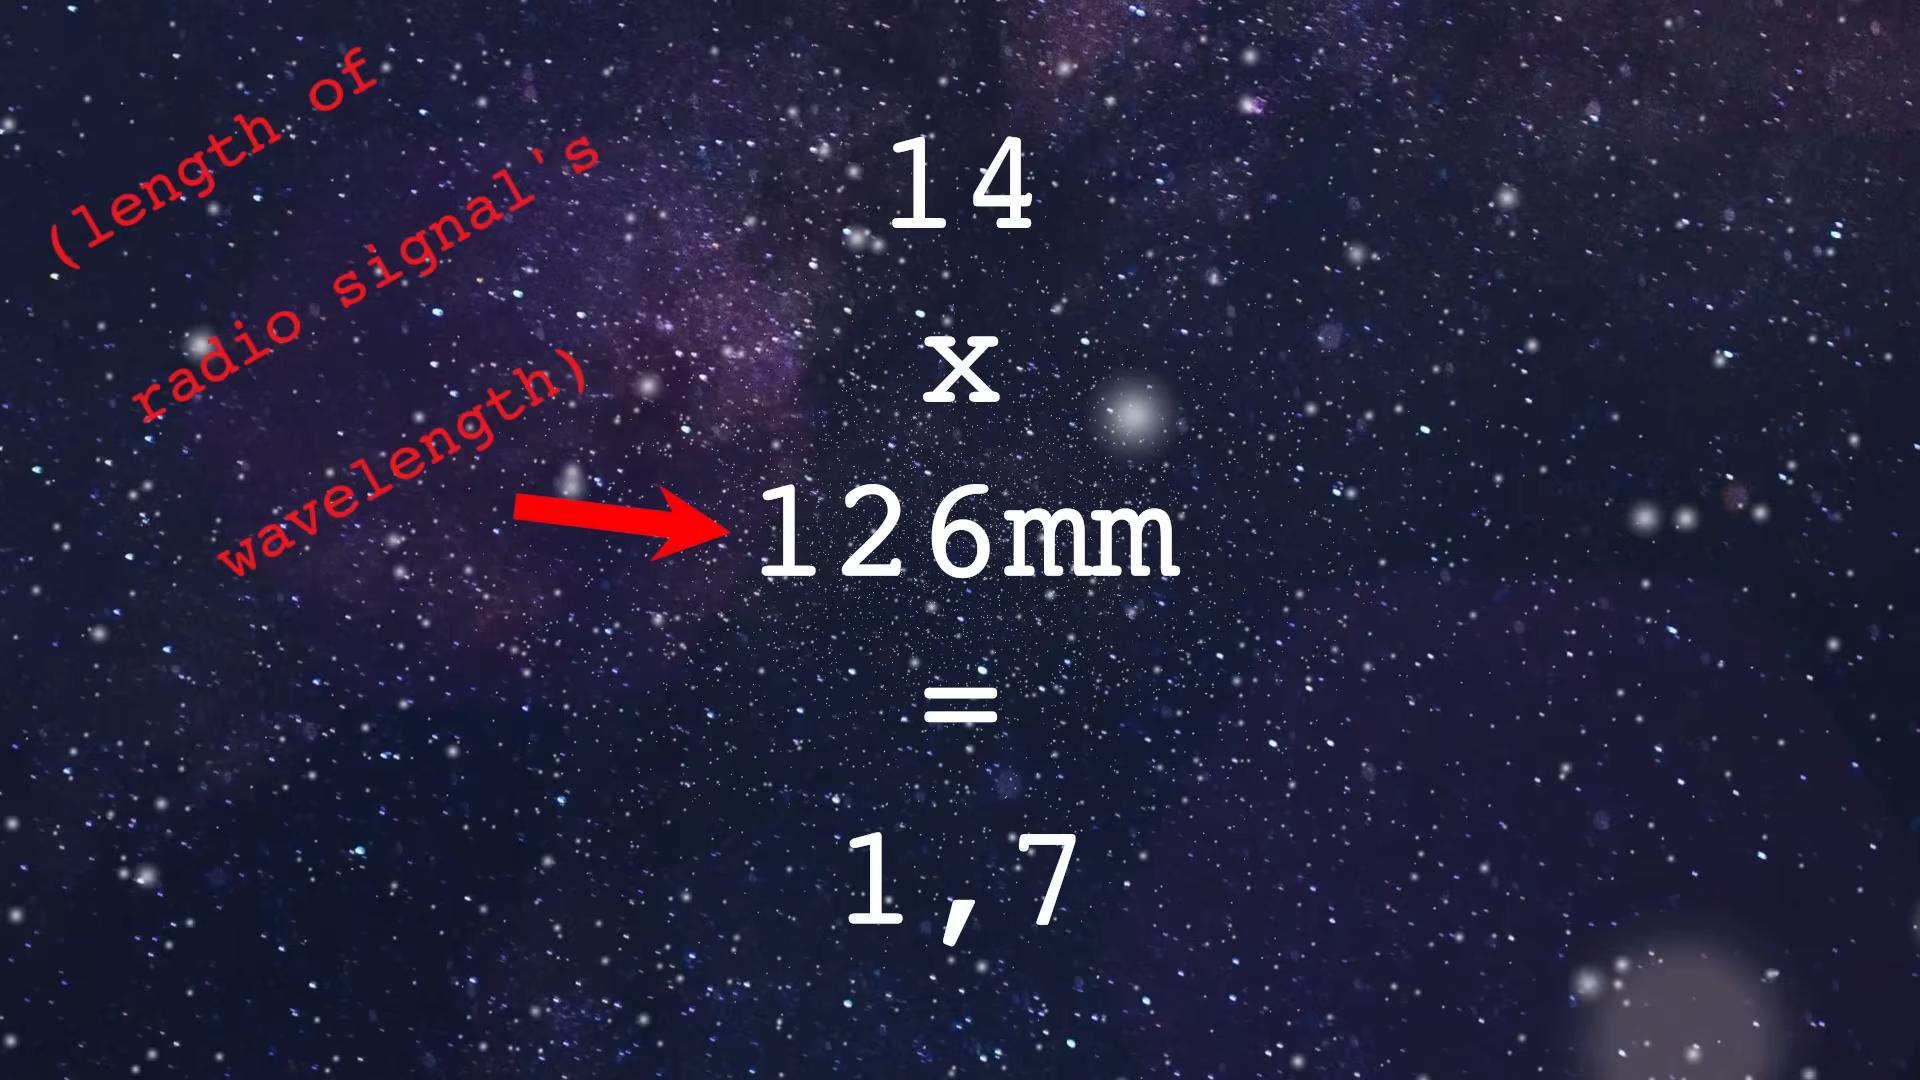 (length of
radio signal's
wavelength)
14
x
126mm
=
1,7